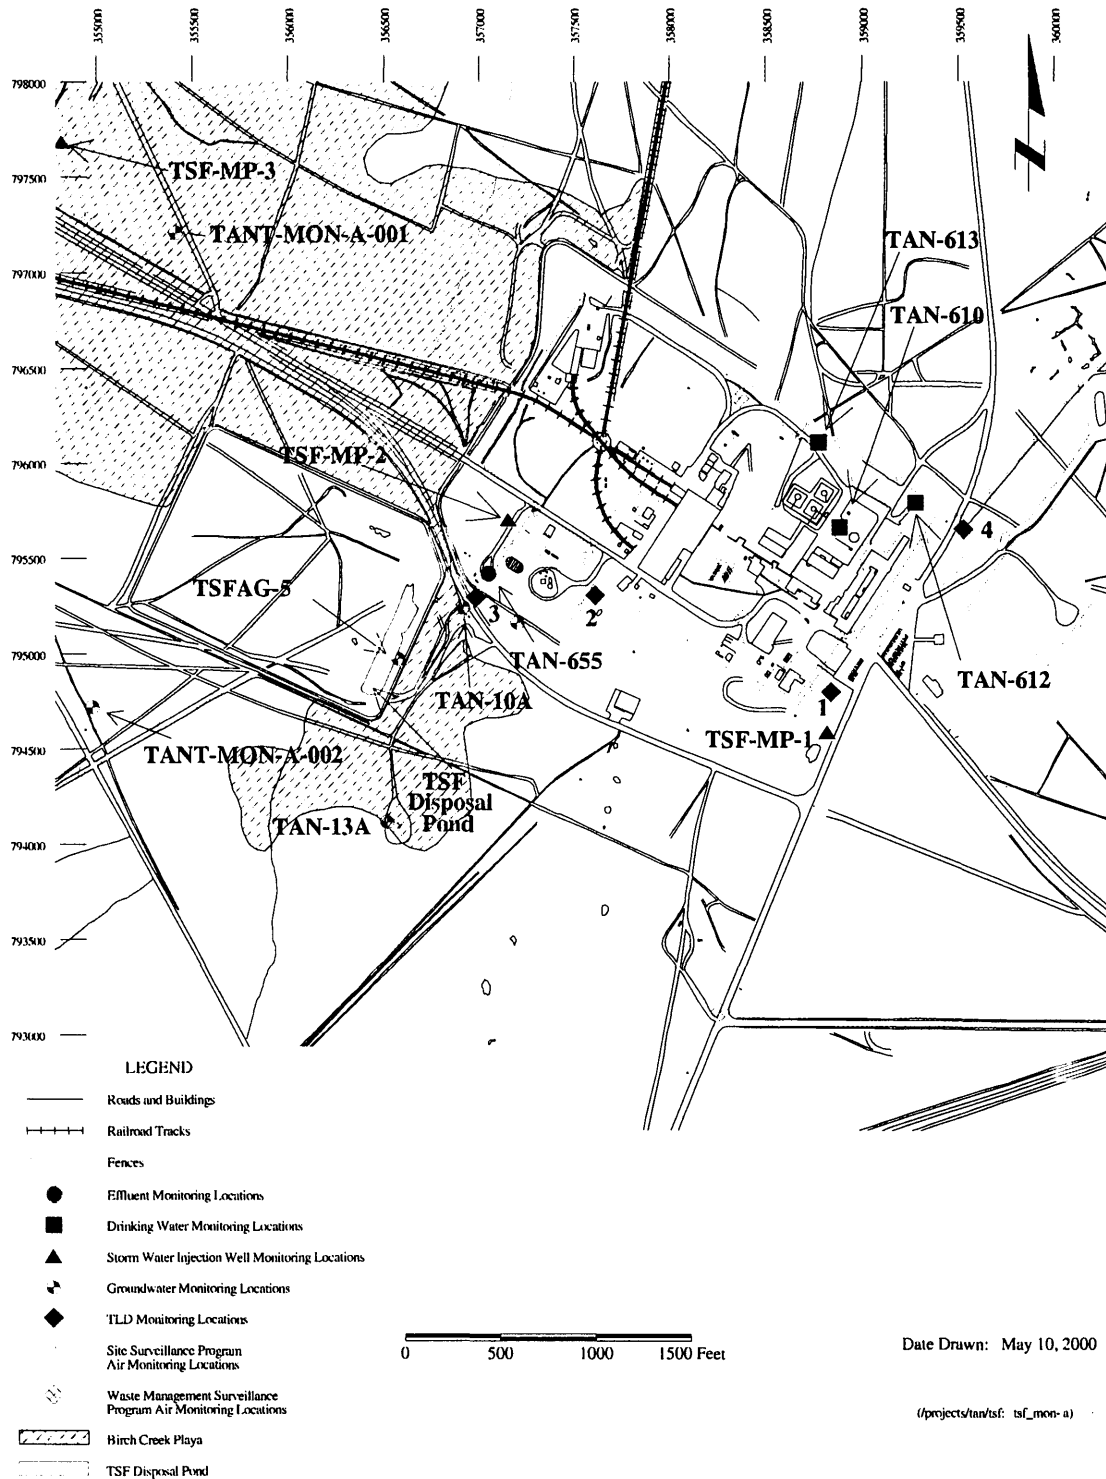 355000
355500
356000
356500
357000
357500
358000
358500
359000
359500
360000
798000
797500
797000
796500
796000
795500
795000
794500
794000
793500
793000
TSF-MP-3
TANT-MON-A-001
TAN-613
TAN-610
TSF-MP-2
4
TSFAG-5
3
2
TAN-655
TAN-612
TAN-10A
1
TSF-MP-1
TANT-MON-A-002
TSF
Disposal
Pond
TAN-13A
LEGEND
Roads and Buildings
Railroad Tracks
Fences
Effluent Monitoring Locations
Drinking Water Monitoring Locations
Storm Water Injection Well Monitoring Locations
Groundwater Monitoring Locations
TLD Monitoring Locations
Site Surveillance Program
Air Monitoring Locations
Waste Management Surveillance
Program Air Monitoring Locations
Birch Creek Playa
TSF Disposal Pond
0 500 1000 1500 Feet
Date Drawn: May 10, 2000
(/projects/tan/tsf: tsf_mon-a)